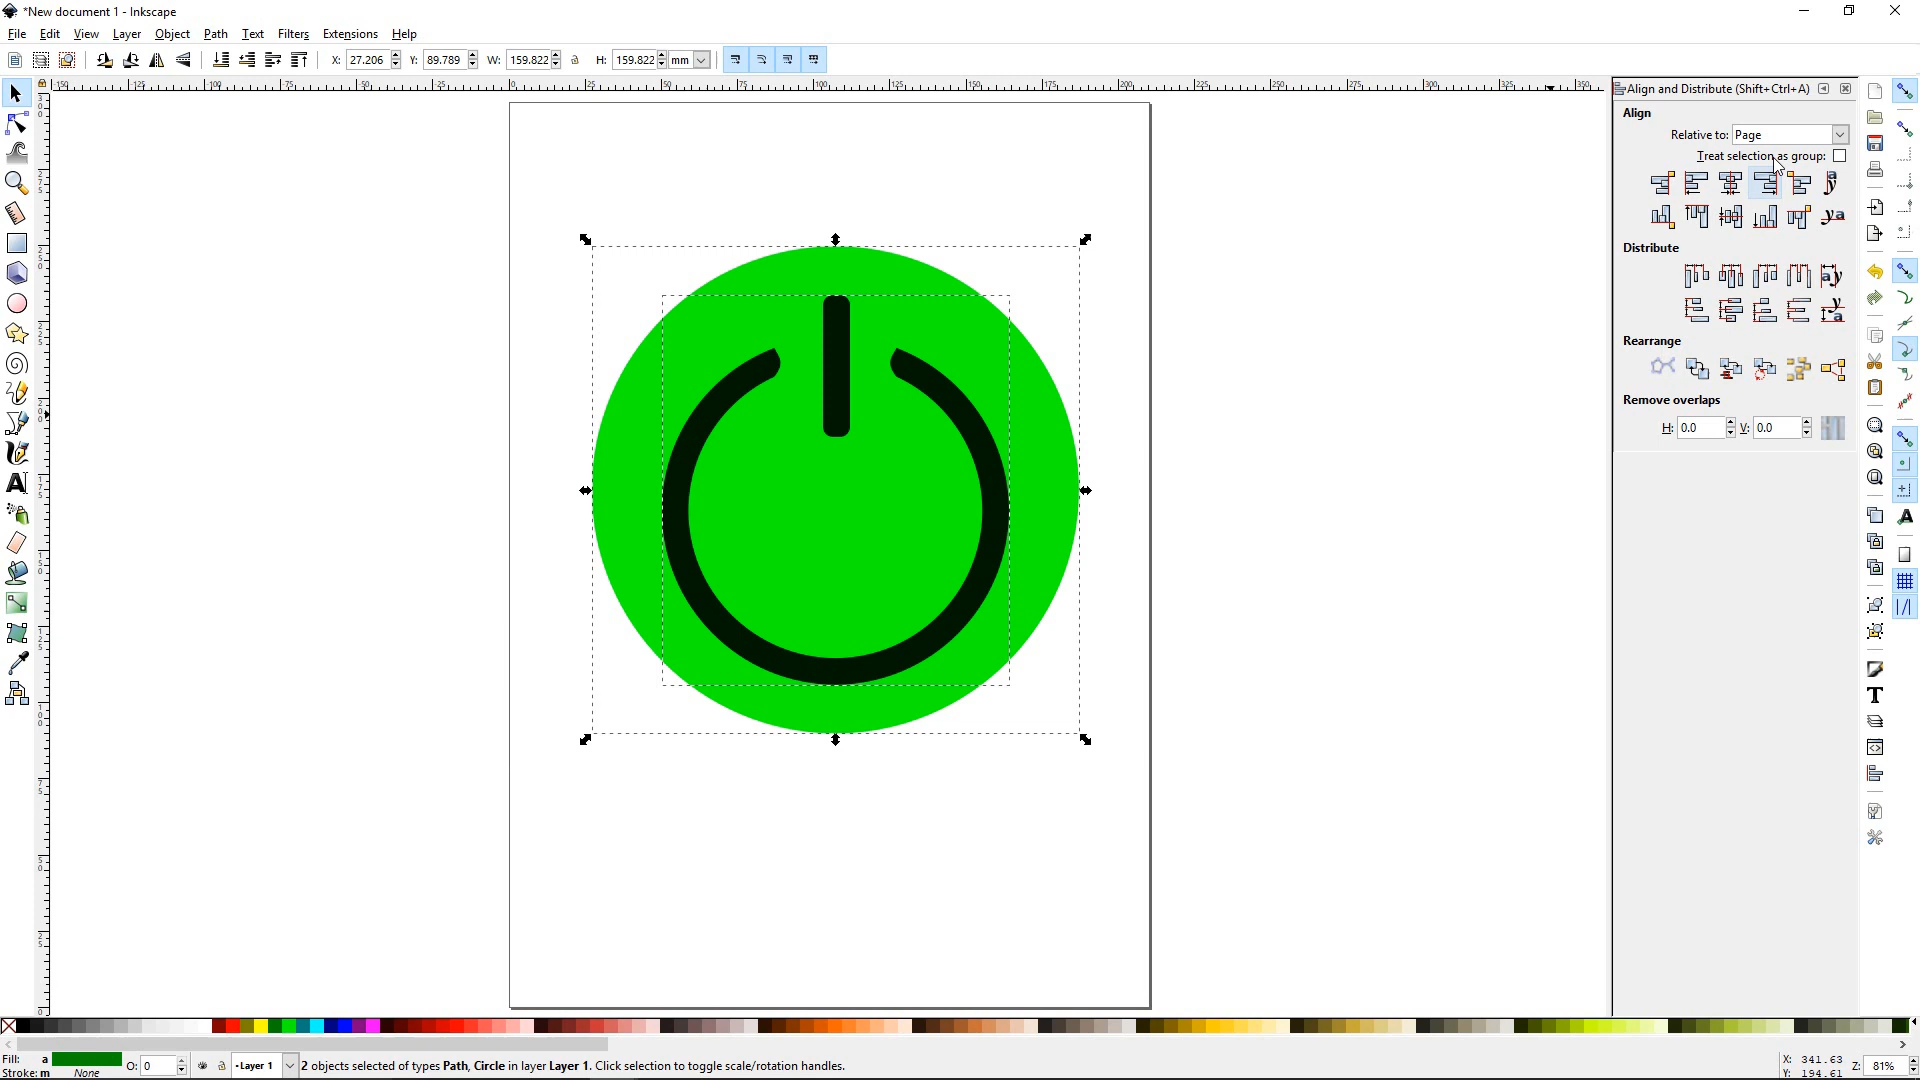 *New document 1 - Inkscape
File Edit View Layer Object Path Text Filters Extensions Help
X: 27.206 Y: 89.789 W: 159.822 H: 159.822 mm
Align and Distribute (Shift+Ctrl+A)
Align
Relative to: Page
Treat selection as group:
Distribute
Rearrange
Remove overlaps
H: 0.0 V: 0.0
Fill: a O: 0 -Layer 1 2 objects selected of types Path, Circle in layer Layer 1. Click selection to toggle scale/rotation handles. X: 341.63 Z: 81%
Stroke: m None Y: 194.61